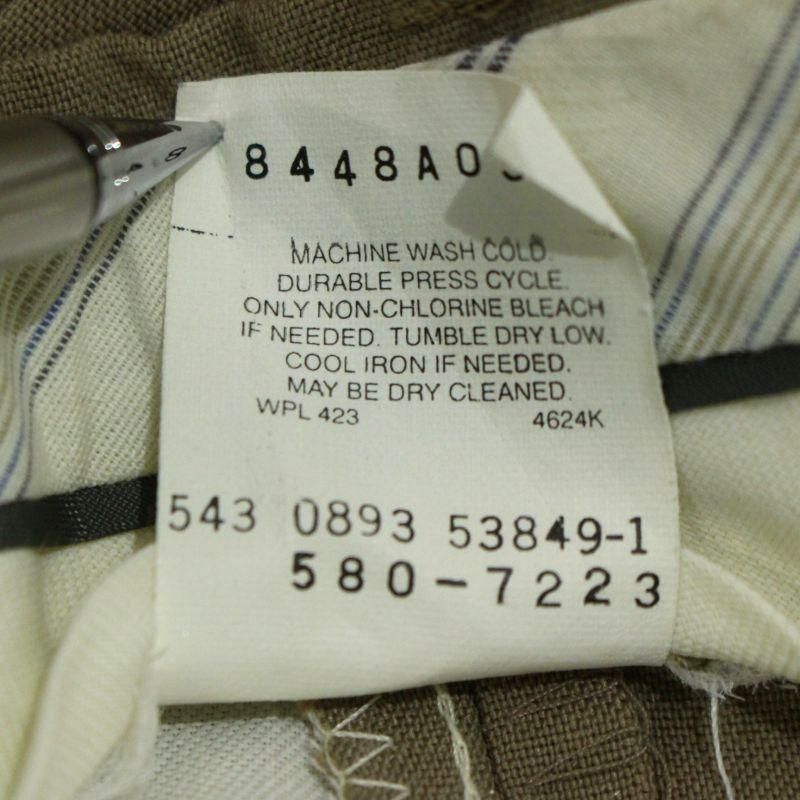 8448A0
MACHINE WASH COLD.
DURABLE PRESS CYCLE.
ONLY NON-CHLORINE BLEACH
IF NEEDED. TUMBLE DRY LOW.
COOL IRON IF NEEDED.
MAY BE DRY CLEANED.
WPL 423 4624K
543 0893 53849-1
580-7223